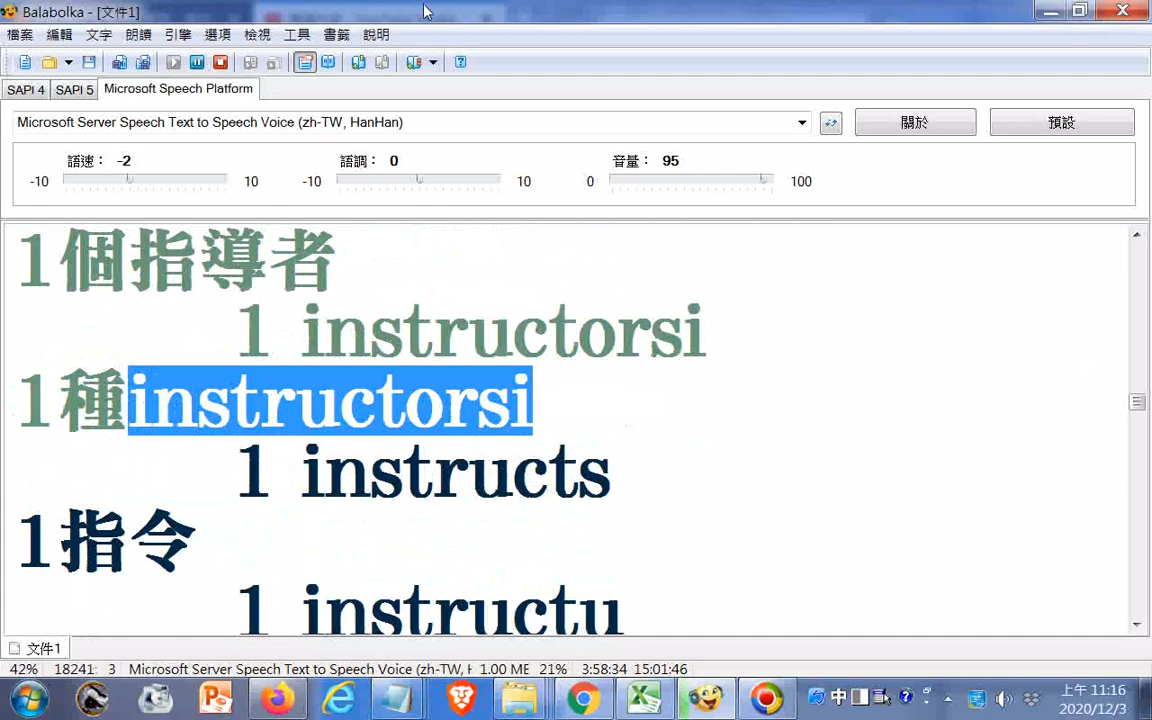 Balabolka - [文件1]
檔案 編輯 文字 朗讀 引擎 選項 檢視 工具 書籤 說明
SAPI 4 SAPI 5 Microsoft Speech Platform
Microsoft Server Speech Text to Speech Voice (zh-TW, HanHan) 關於 預設
語速： -2 語調： 0 音量： 95
-10 10 -10 10 0 100
1個指導者
1 instructorsi
1種instructorsi
1 instructs
1指令
1 instructu
文件1
42% 18241 3 Microsoft Server Speech Text to Speech Voice (zh-TW, 1.00 ME 21% 3:58:34 15:01:46
中 上午 11:16
2020/12/3